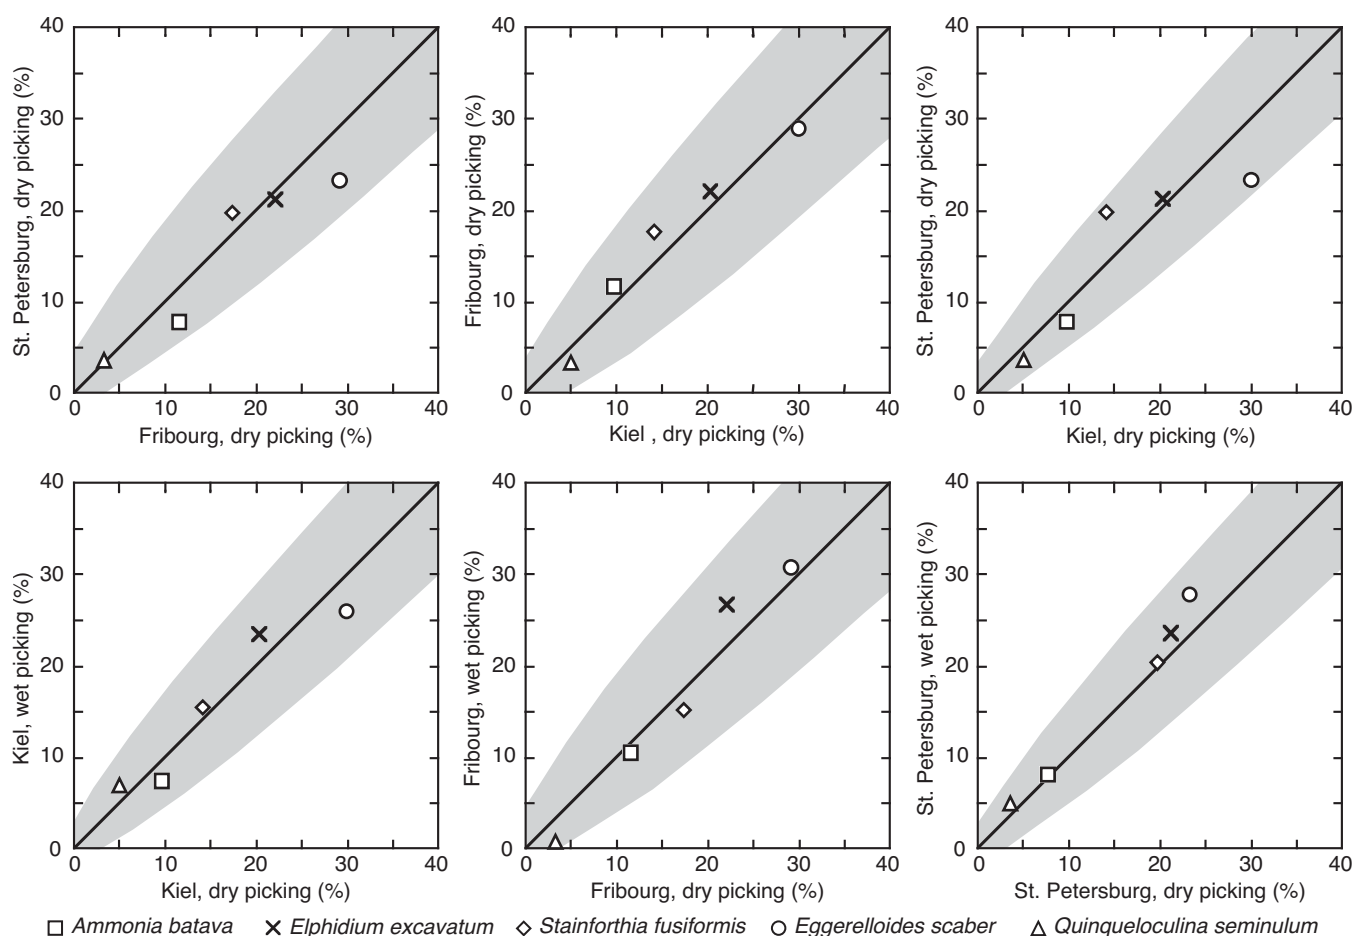 40 30 20 10 0
St. Petersburg, dry picking (%)
0 10 20 30 40
Fribourg, dry picking (%)
40 30 20 10 0
Fribourg, dry picking (%)
0 10 20 30 40
Kiel , dry picking (%)
40 30 20 10 0
St. Petersburg, dry picking (%)
0 10 20 30 40
Kiel, dry picking (%)
40 30 20 10 0
Kiel, wet picking (%)
0 10 20 30 40
Kiel, dry picking (%)
40 30 20 10 0
Fribourg, wet picking (%)
0 10 20 30 40
Fribourg, dry picking (%)
40 30 20 10 0
St. Petersburg, wet picking (%)
0 10 20 30 40
St. Petersburg, dry picking (%)
Ammonia batava Elphidium excavatum Stainforthia fusiformis Eggerelloides scaber Quinqueloculina seminulum